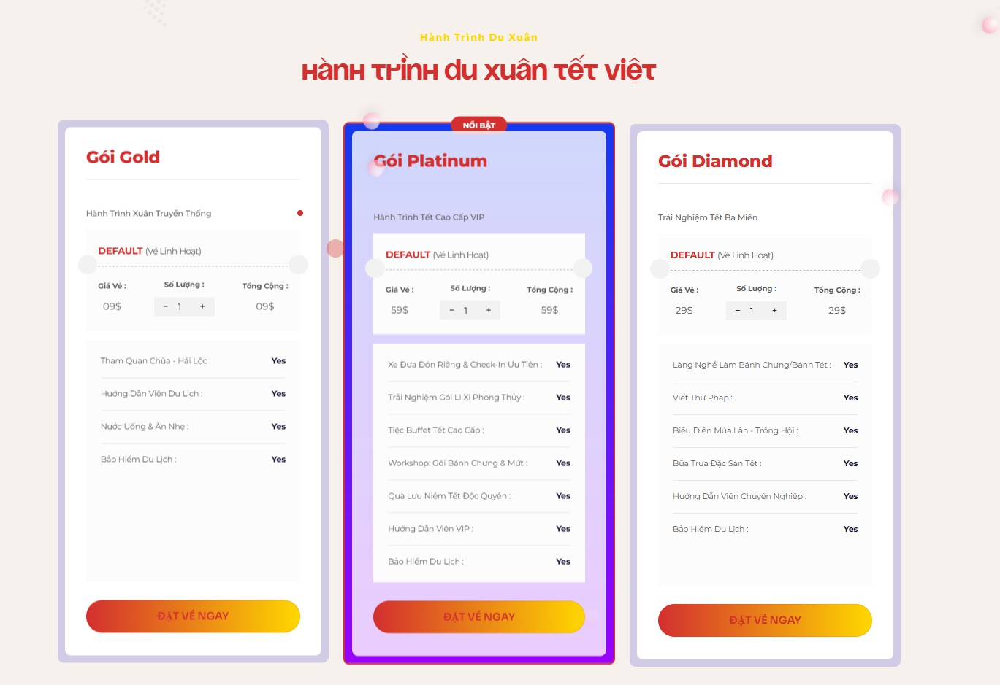 Hành Trình Du Xuân
Hành trình du xuân tết việt
Gói Gold
Hành Trình Xuân Truyền Thống
DEFAULT (Vé Linh Hoạt)
Giá Vé : Số Lượng : Tổng Cộng :
09$ − 1 + 09$
Tham Quan Chùa - Hái Lộc : Yes
Hướng Dẫn Viên Du Lịch : Yes
Nước Uống & Ăn Nhẹ : Yes
Bảo Hiểm Du Lịch : Yes
ĐẶT VÉ NGAY
NỔI BẬT
Gói Platinum
Hành Trình Tết Cao Cấp VIP
DEFAULT (Vé Linh Hoạt)
Giá Vé : Số Lượng : Tổng Cộng :
59$ − 1 + 59$
Xe Đưa Đón Riêng & Check-In Ưu Tiên : Yes
Trải Nghiệm Gói Lì Xì Phong Thủy : Yes
Tiệc Buffet Tết Cao Cấp : Yes
Workshop: Gói Bánh Chưng & Mứt : Yes
Quà Lưu Niệm Tết Độc Quyền : Yes
Hướng Dẫn Viên VIP : Yes
Bảo Hiểm Du Lịch : Yes
ĐẶT VÉ NGAY
Gói Diamond
Trải Nghiệm Tết Ba Miền
DEFAULT (Vé Linh Hoạt)
Giá Vé : Số Lượng : Tổng Cộng :
29$ − 1 + 29$
Làng Nghề Làm Bánh Chưng/Bánh Tét : Yes
Viết Thư Pháp : Yes
Biểu Diễn Múa Lân - Trống Hội : Yes
Bữa Trưa Đặc Sản Tết : Yes
Hướng Dẫn Viên Chuyên Nghiệp : Yes
Bảo Hiểm Du Lịch : Yes
ĐẶT VÉ NGAY